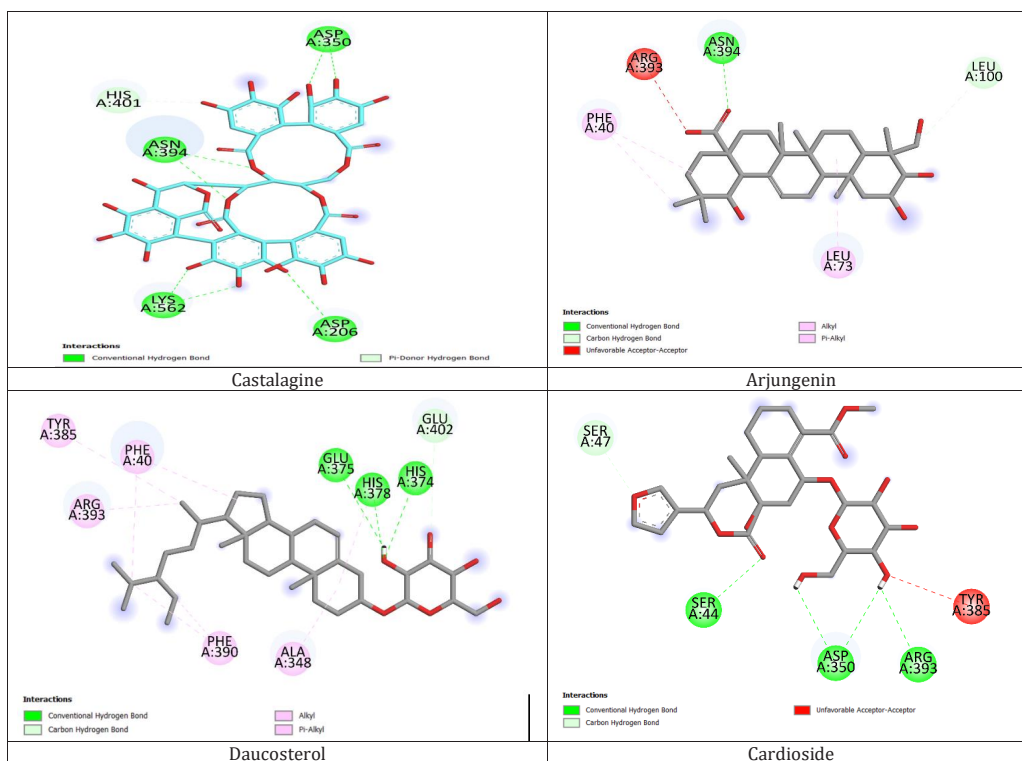 ASP
A:350
HIS
A:401
ASN
A:394
LYS
A:562
ASP
A:206
Interactions
Conventional Hydrogen Bond
Pi-Donor Hydrogen Bond
Castalagine
ARG
A:393
ASN
A:394
LEU
A:100
PHE
A:40
LEU
A:73
Interactions
Conventional Hydrogen Bond
Carbon Hydrogen Bond
Unfavorable Acceptor-Acceptor
Alkyl
Pi-Alkyl
Arjungenin
TYR
A:385
PHE
A:40
ARG
A:393
GLU
A:375
HIS
A:378
HIS
A:374
GLU
A:402
PHE
A:390
ALA
A:348
Interactions
Conventional Hydrogen Bond
Carbon Hydrogen Bond
Alkyl
Pi-Alkyl
Daucosterol
SER
A:47
SER
A:44
TYR
A:385
ASP
A:350
ARG
A:393
Interactions
Conventional Hydrogen Bond
Carbon Hydrogen Bond
Unfavorable Acceptor-Acceptor
Cardioside